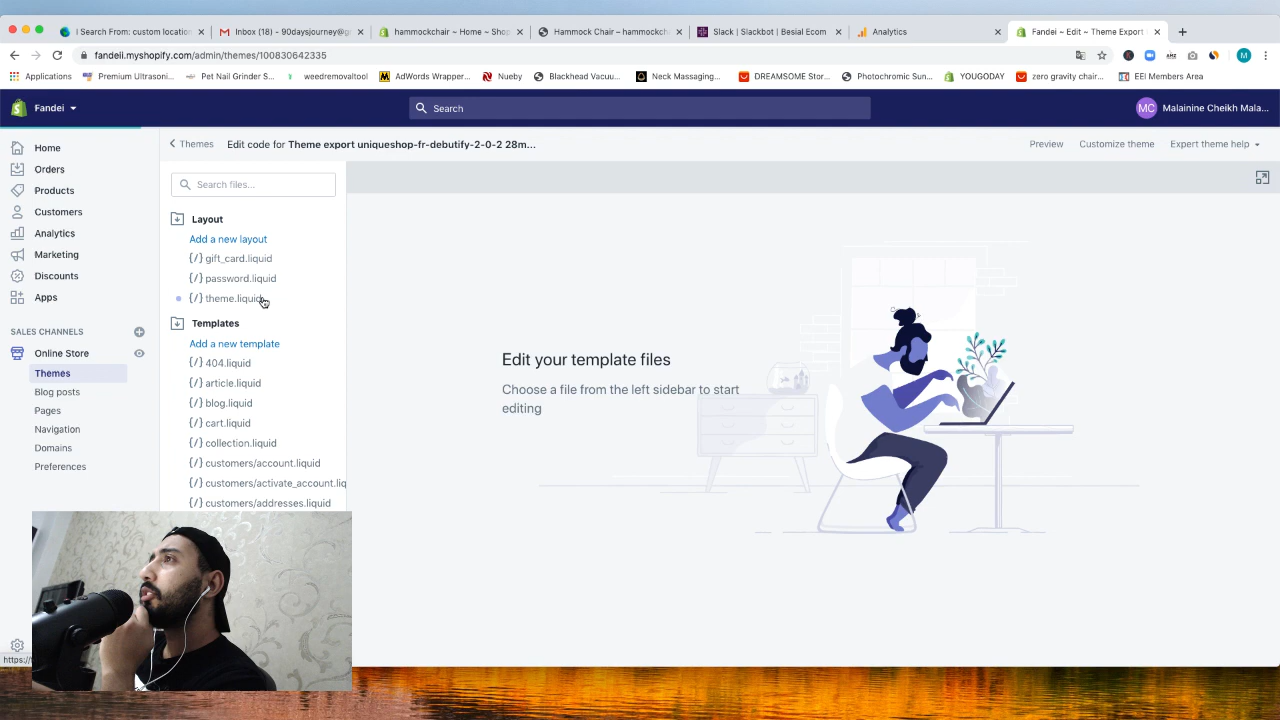 I Search From: custom location
Inbox (18) - 90daysjourney@g
hammockchair ~ Home ~ Shop
Hammock Chair – hammockch
Slack | Slackbot | Besial Ecom
Analytics
Fandei ~ Edit ~ Theme Export
fandeii.myshopify.com/admin/themes/100830642335
M
Applications
Premium Ultrasoni...
Pet Nail Grinder S...
weedremovaltool
AdWords Wrapper...
Nueby
Blackhead Vacuu...
Neck Massaging...
DREAMSOME Stor...
Photochromic Sun...
YOUGODAY
zero gravity chair...
EEI Members Area
Fandei
Search
MC
Malainine Cheikh Mala...
Home
Orders
Products
Customers
Analytics
Marketing
Discounts
Apps
SALES CHANNELS
Online Store
Themes
Blog posts
Pages
Navigation
Domains
Preferences
https://
Themes
Edit code for Theme export uniqueshop-fr-debutify-2-0-2 28m...
Preview
Customize theme
Expert theme help
Search files...
Layout
Add a new layout
{/} gift_card.liquid
{/} password.liquid
{/} theme.liquid
Templates
Add a new template
{/} 404.liquid
{/} article.liquid
{/} blog.liquid
{/} cart.liquid
{/} collection.liquid
{/} customers/account.liquid
{/} customers/activate_account.liq
{/} customers/addresses.liquid
Edit your template files
Choose a file from the left sidebar to start
editing